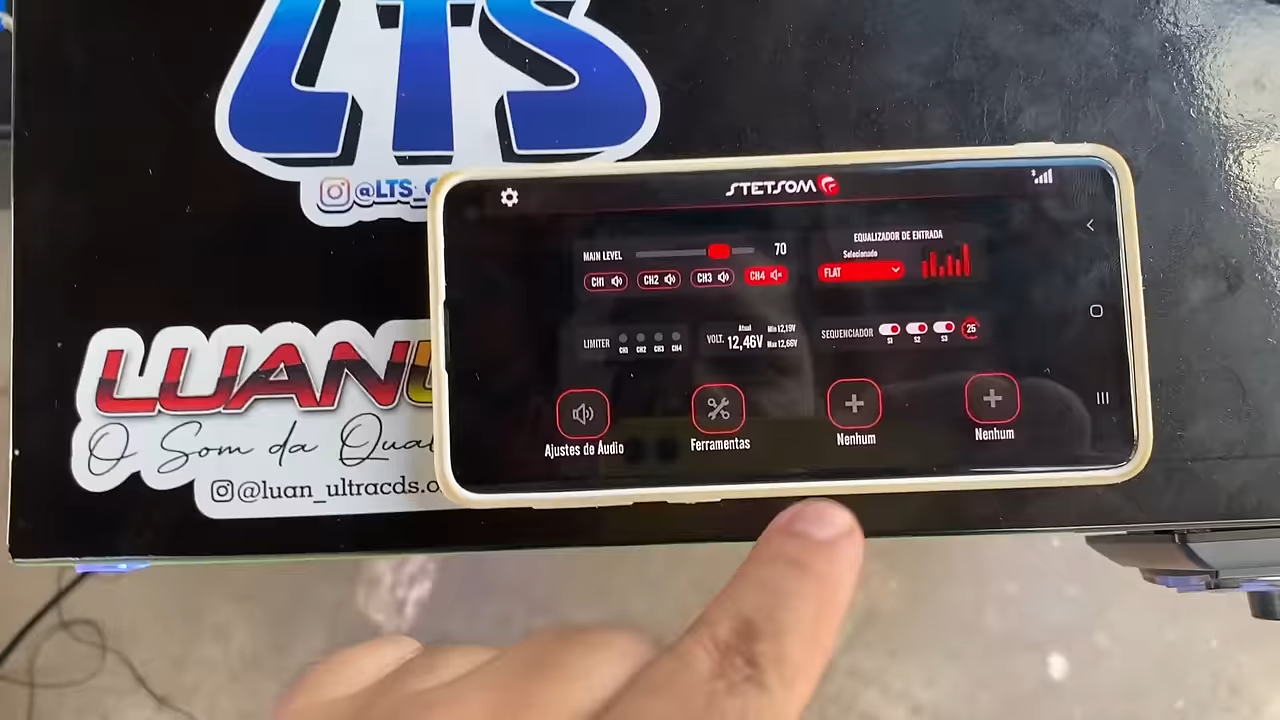 LTS
@LTS_
STETSOM
MAIN LEVEL
70
CH1
CH2
CH3
CH4
EQUALIZADOR DE ENTRADA
Selecionado
FLAT
LIMITER
CH1
CH2
CH3
CH4
VOLT.
Atual
12,46V
Min 12,19V
Max 12,66V
SEQUENCIADOR
S1
S2
S3
25
Ajustes de Áudio
Ferramentas
Nenhum
Nenhum
LUAN
O Som da Qual
@luan_ultracds.o